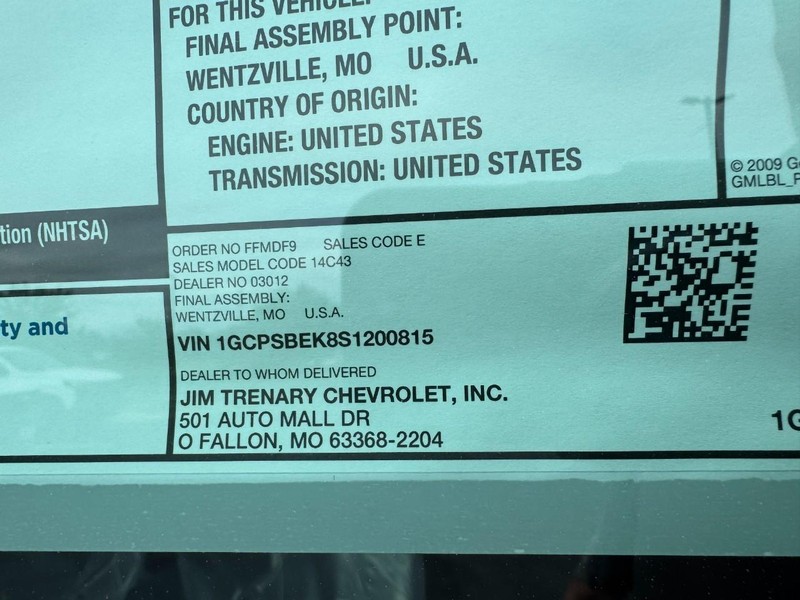 FOR THIS VEHICLE:
FINAL ASSEMBLY POINT:
WENTZVILLE, MO U.S.A.
COUNTRY OF ORIGIN:
ENGINE: UNITED STATES
TRANSMISSION: UNITED STATES
© 2009 G
GMLBL_
tion (NHTSA)
ty and
ORDER NO FFMDF9 SALES CODE E
SALES MODEL CODE 14C43
DEALER NO 03012
FINAL ASSEMBLY:
WENTZVILLE, MO U.S.A.
VIN 1GCPSBEK8S1200815
DEALER TO WHOM DELIVERED
JIM TRENARY CHEVROLET, INC.
501 AUTO MALL DR
O FALLON, MO 63368-2204
1G